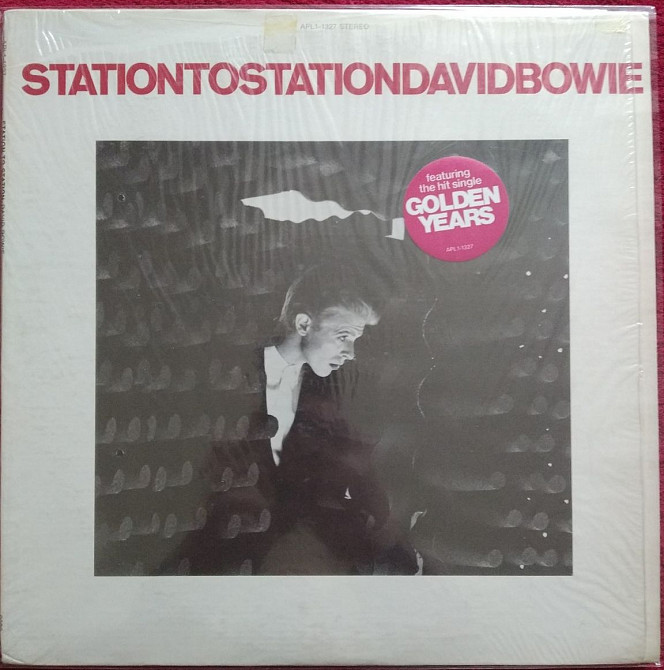 APL1-1327 STEREO
STATIONTOSTATIONDAVIDBOWIE
featuring
the hit single
GOLDEN
YEARS
APL1-1327